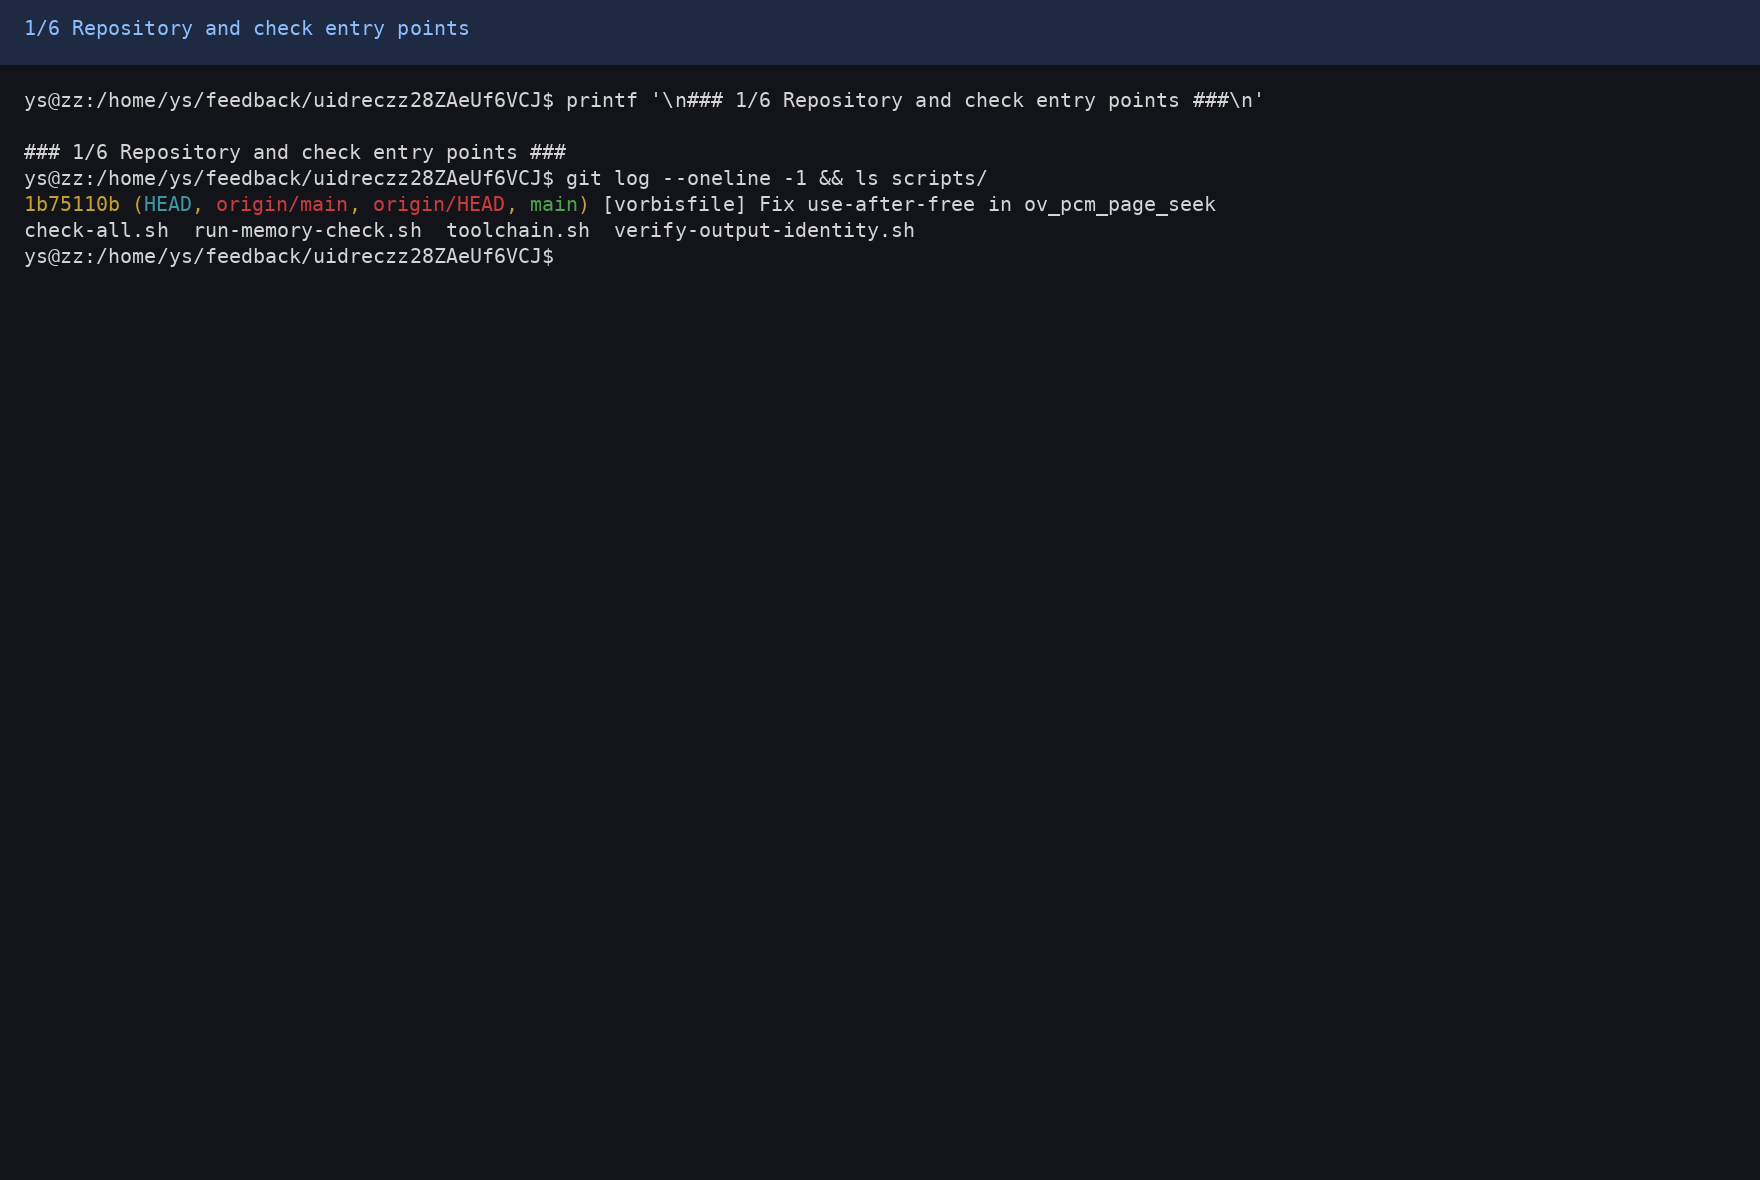 1/6 Repository and check entry points
ys@zz:/home/ys/feedback/uidreczz28ZAeUf6VCJ$ printf '\n### 1/6 Repository and check entry points ###\n'
### 1/6 Repository and check entry points ###
ys@zz:/home/ys/feedback/uidreczz28ZAeUf6VCJ$ git log --oneline -1 && ls scripts/
1b75110b (HEAD, origin/main, origin/HEAD, main) [vorbisfile] Fix use-after-free in ov_pcm_page_seek
check-all.sh  run-memory-check.sh  toolchain.sh  verify-output-identity.sh
ys@zz:/home/ys/feedback/uidreczz28ZAeUf6VCJ$